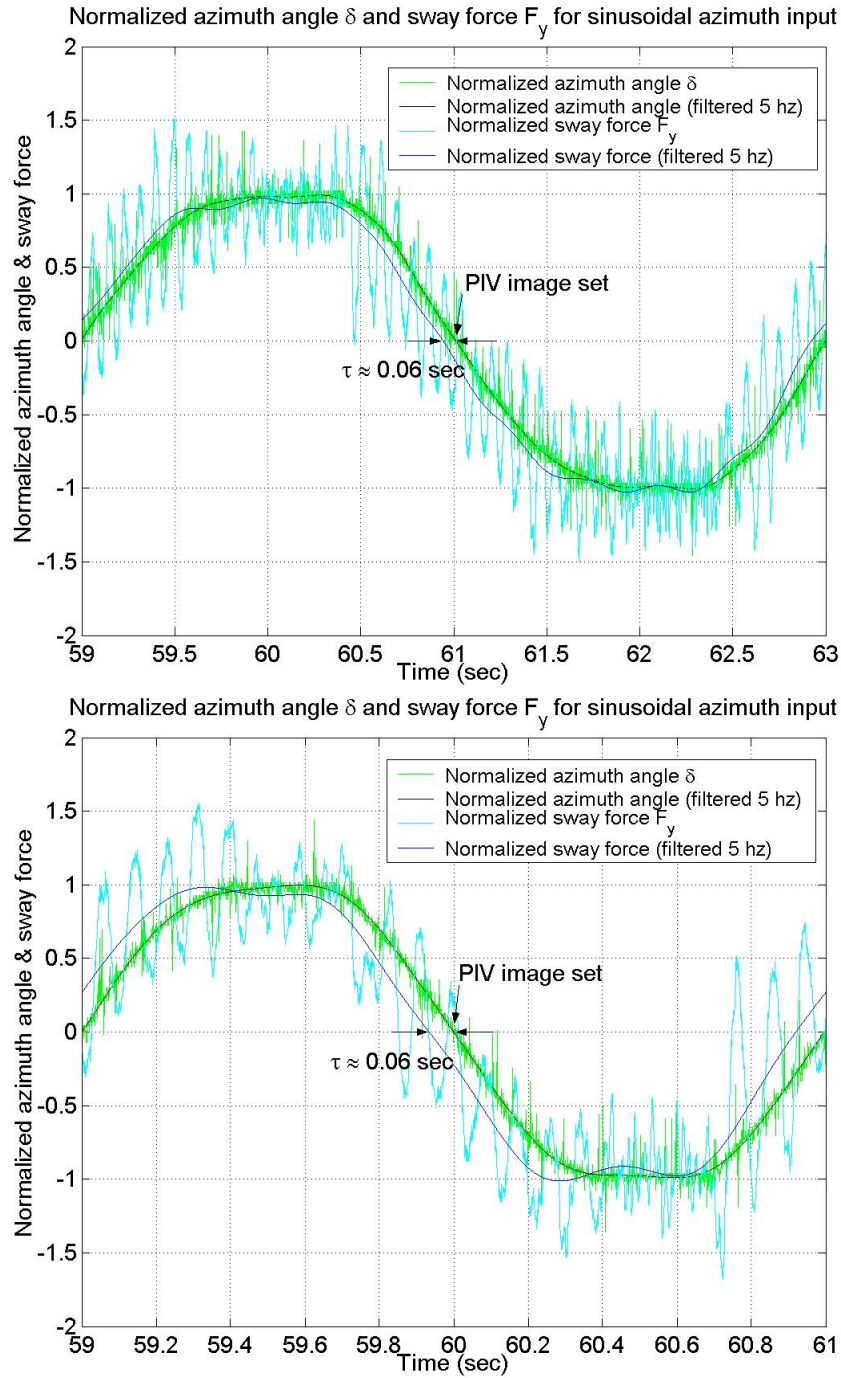 Normalized azimuth angle δ and sway force F_y for sinusoidal azimuth input
2
1.5
1
0.5
0
-0.5
-1
-1.5
-2
Normalized azimuth angle & sway force
Normalized azimuth angle δ
Normalized azimuth angle (filtered 5 hz)
Normalized sway force F_y
Normalized sway force (filtered 5 hz)
PIV image set
τ ≈ 0.06 sec
59 59.5 60 60.5 61 61.5 62 62.5 63
Time (sec)
Normalized azimuth angle δ and sway force F_y for sinusoidal azimuth input
2
1.5
1
0.5
0
-0.5
-1
-1.5
-2
Normalized azimuth angle & sway force
Normalized azimuth angle δ
Normalized azimuth angle (filtered 5 hz)
Normalized sway force F_y
Normalized sway force (filtered 5 hz)
PIV image set
τ ≈ 0.06 sec
59 59.2 59.4 59.6 59.8 60 60.2 60.4 60.6 60.8 61
Time (sec)